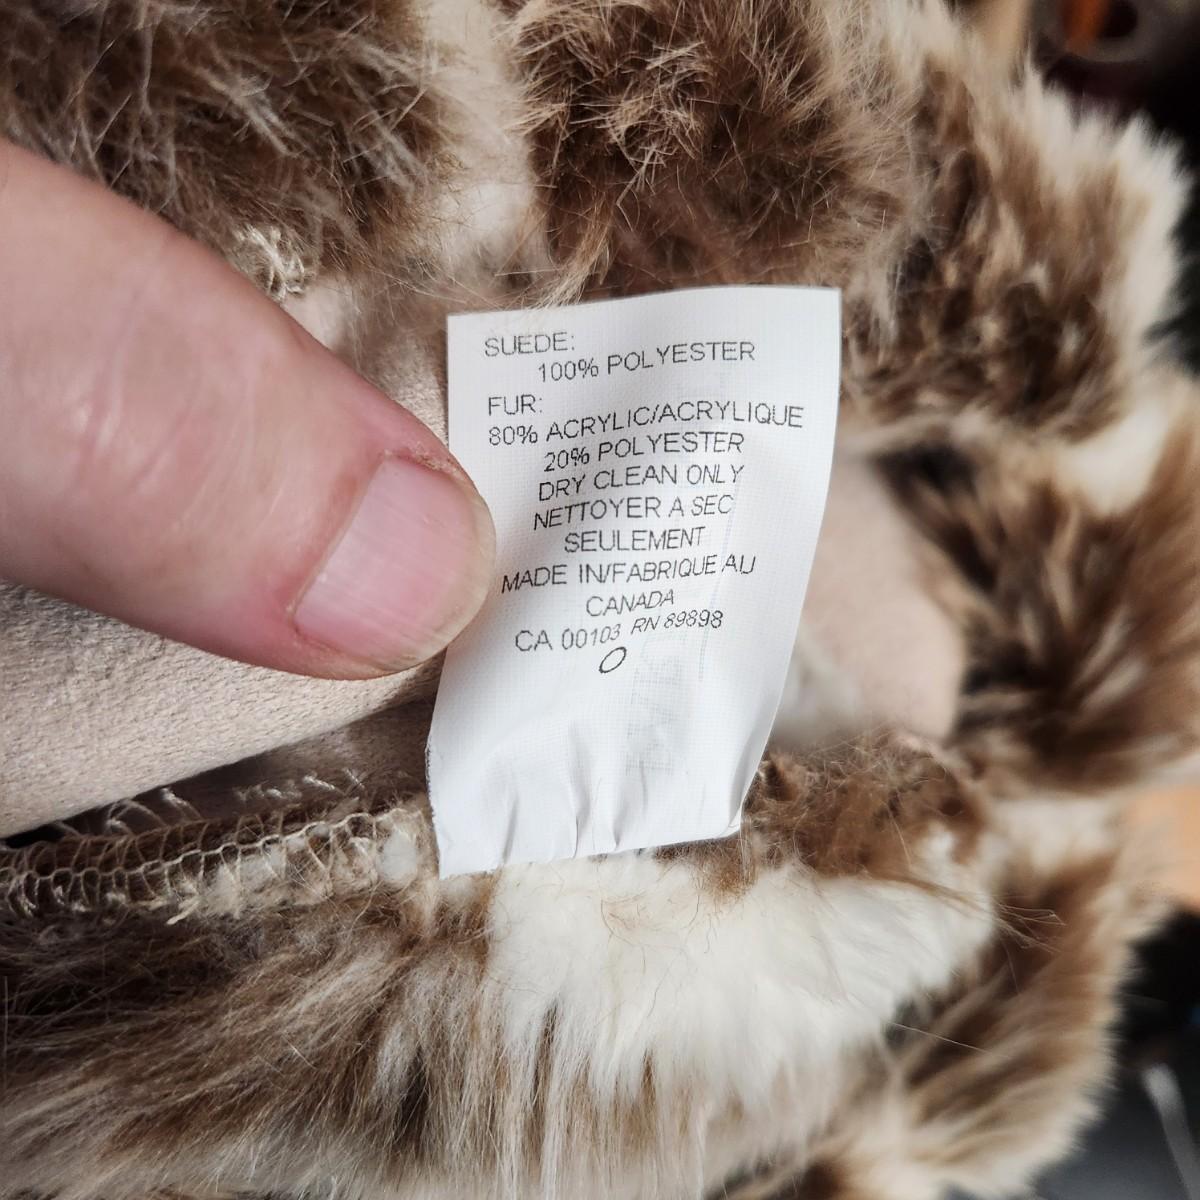 SUEDE:
100% POLYESTER
FUR:
80% ACRYLIC/ACRYLIQUE
20% POLYESTER
DRY CLEAN ONLY
NETTOYER A SEC
SEULEMENT
MADE IN/FABRIQUE AU
CANADA
CA 00103 RN 89898